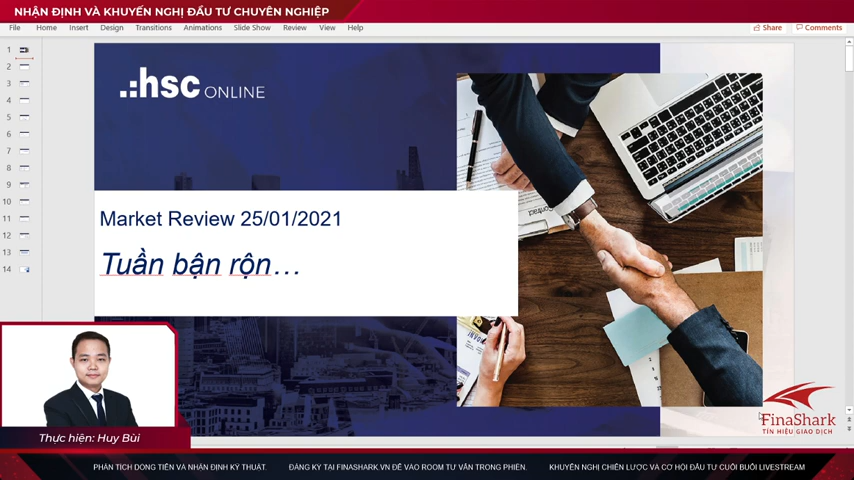 NHẬN ĐỊNH VÀ KHUYẾN NGHỊ ĐẦU TƯ CHUYÊN NGHIỆP
File Home Insert Design Transitions Animations Slide Show Review View Help Share Comments
1
2
3
4
5
6
7
8
9
10
11
12
13
14
.:hsc ONLINE
Contract
Market Review 25/01/2021
Tuần bận rộn...
Thực hiện: Huy Bùi
FinaShark
TÍN HIỆU GIAO DỊCH
PHÂN TÍCH DÒNG TIỀN VÀ NHẬN ĐỊNH KỸ THUẬT. ĐĂNG KÝ TẠI FINASHARK.VN ĐỂ VÀO ROOM TƯ VẤN TRONG PHIÊN. KHUYẾN NGHỊ CHIẾN LƯỢC VÀ CƠ HỘI ĐẦU TƯ CUỐI BUỔI LIVESTREAM